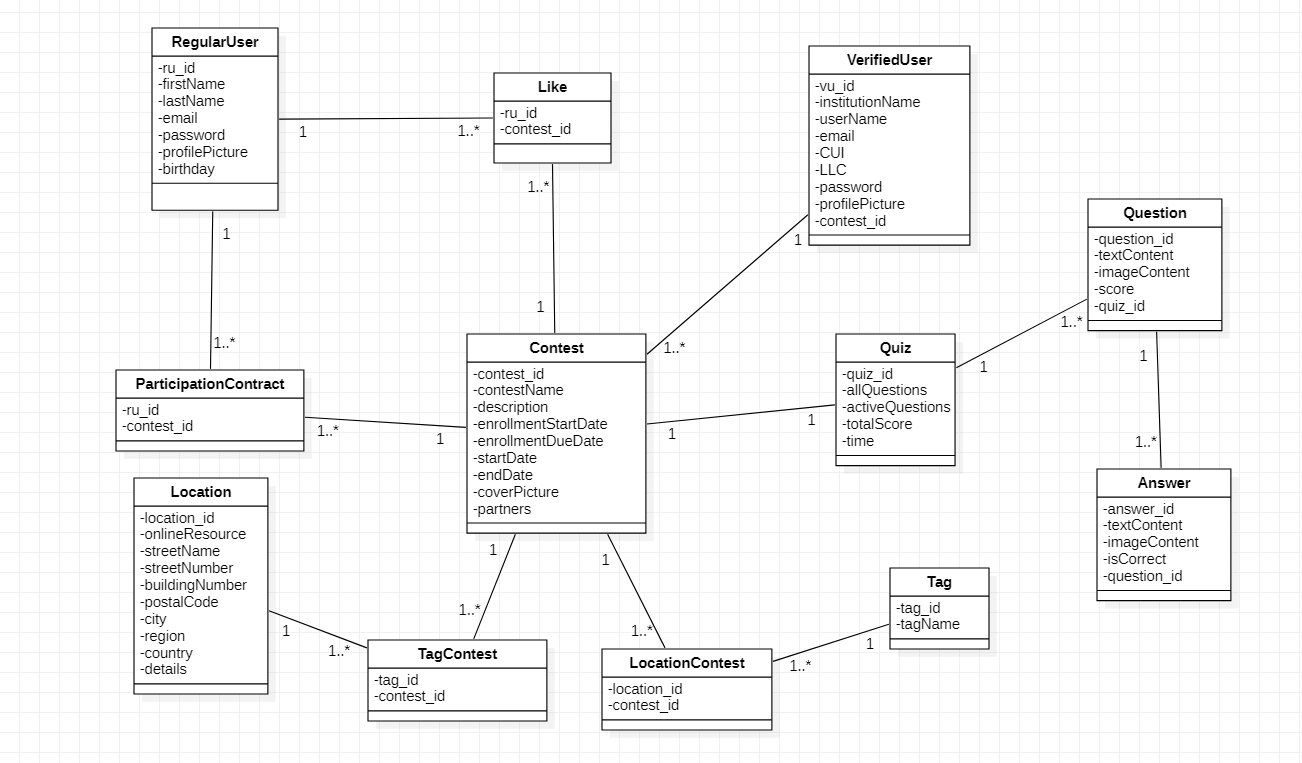 RegularUser
-ru_id
-firstName
-lastName
-email
-password
-profilePicture
-birthday
1
1..*
1
1..*
Like
-ru_id
-contest_id
1..*
1
VerifiedUser
-vu_id
-institutionName
-userName
-email
-CUI
-LLC
-password
-profilePicture
-contest_id
1
1..*
Question
-question_id
-textContent
-imageContent
-score
-quiz_id
1..*
1
1
1..*
ParticipationContract
-ru_id
-contest_id
1..*
1
Contest
-contest_id
-contestName
-description
-enrollmentStartDate
-enrollmentDueDate
-startDate
-endDate
-coverPicture
-partners
1
1
Quiz
-quiz_id
-allQuestions
-activeQuestions
-totalScore
-time
Answer
-answer_id
-textContent
-imageContent
-isCorrect
-question_id
Location
-location_id
-onlineResource
-streetName
-streetNumber
-buildingNumber
-postalCode
-city
-region
-country
-details
1
1..*
1
1..*
TagContest
-tag_id
-contest_id
1
1..*
LocationContest
-location_id
-contest_id
1..*
1
Tag
-tag_id
-tagName